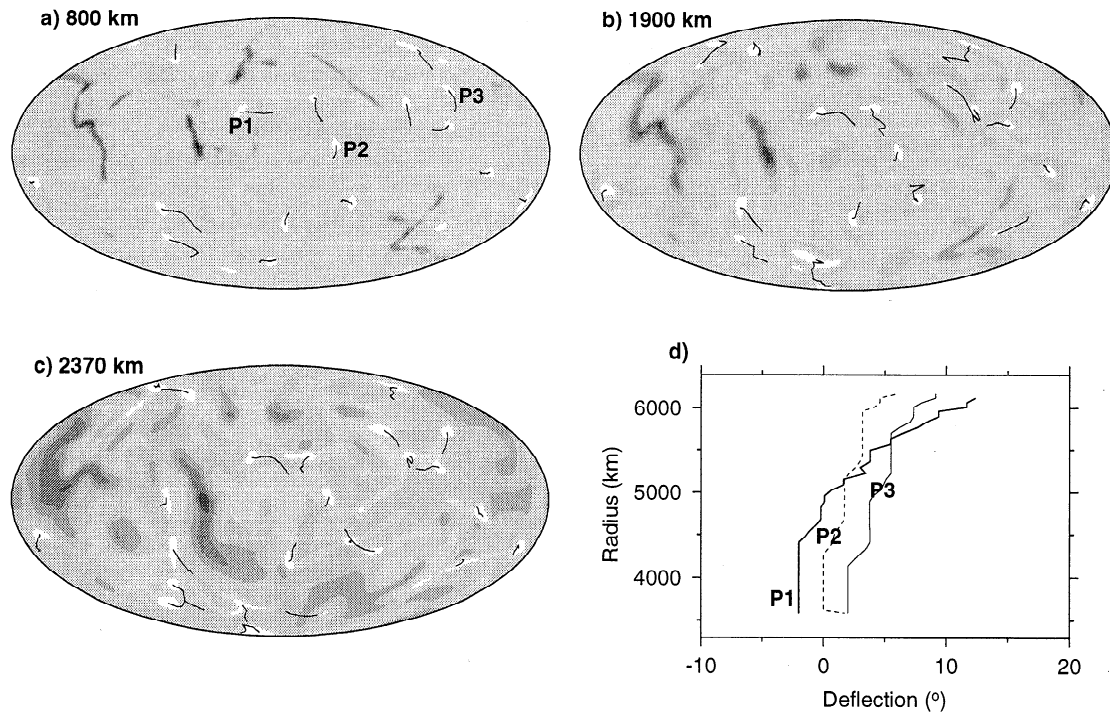 a) 800 km
P1
P2
P3
b) 1900 km
c) 2370 km
d)
6000
5000
4000
Radius (km)
P3
P2
P1
-10 0 10 20
Deflection (º)